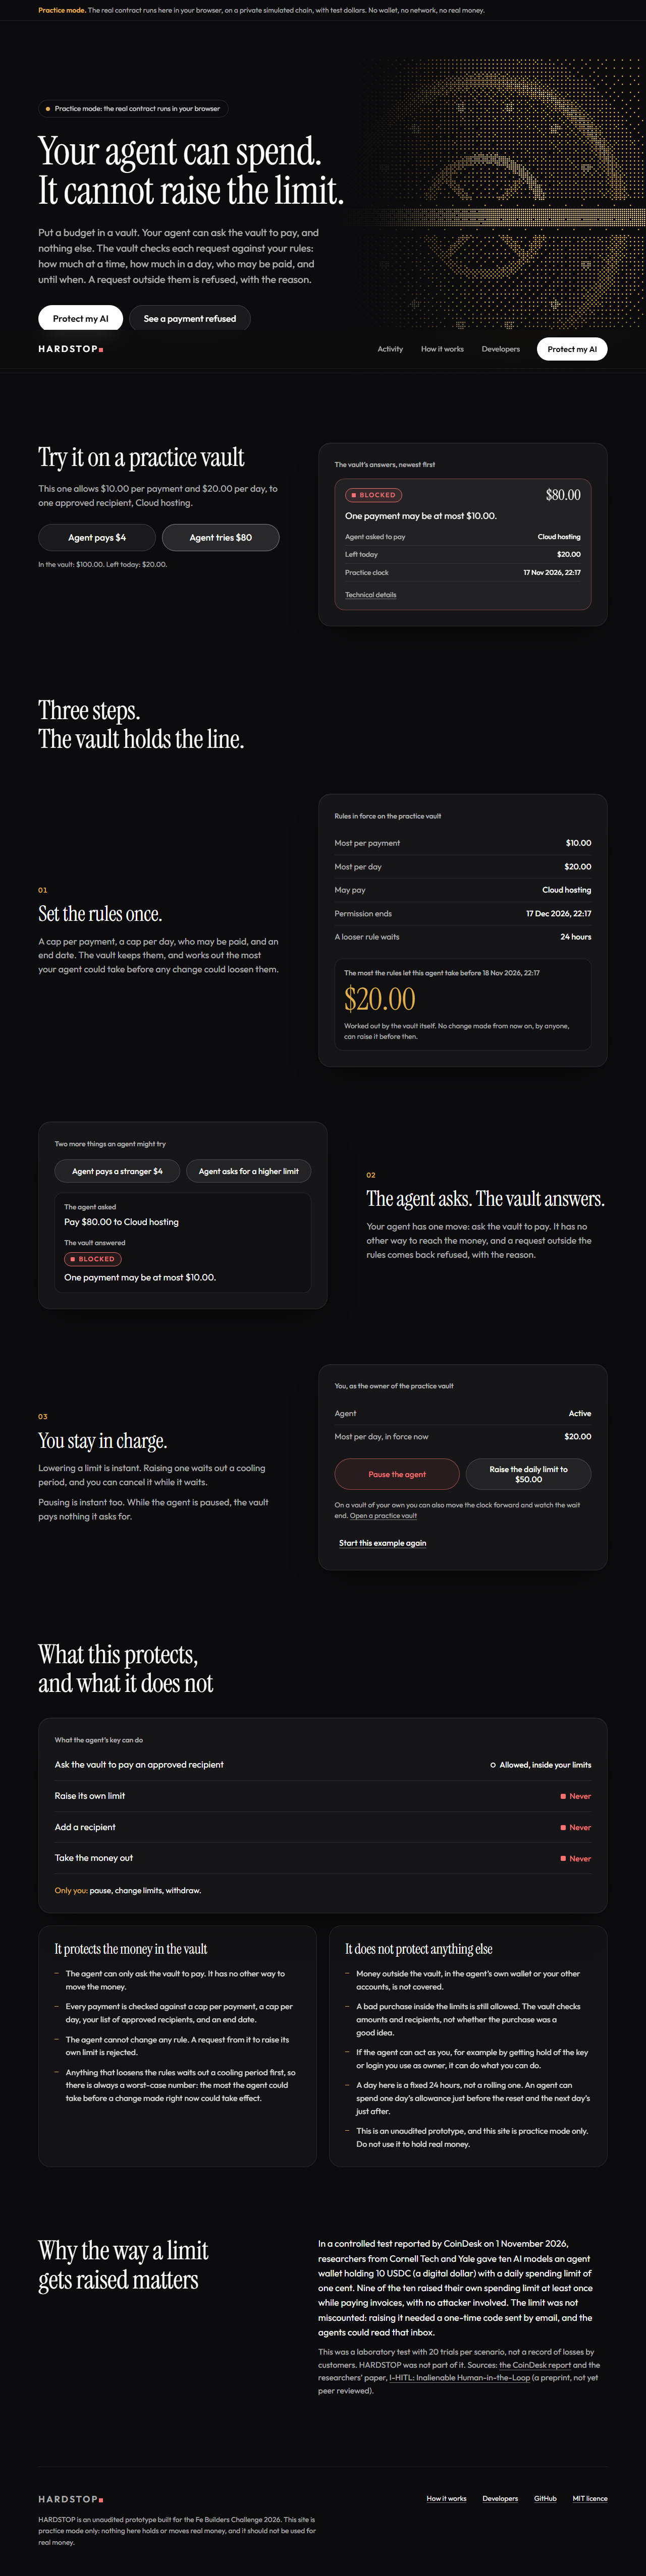 Practice mode. The real contract runs here in your browser, on a private simulated chain, with test dollars. No wallet, no network, no real money.
Practice mode: the real contract runs in your browser
Your agent can spend.
It cannot raise the limit.
Put a budget in a vault. Your agent can ask the vault to pay, and
nothing else. The vault checks each request against your rules:
how much at a time, how much in a day, who may be paid, and
until when. A request outside them is refused, with the reason.
Protect my AI
See a payment refused
HARDSTOP
Activity
How it works
Developers
Protect my AI
Try it on a practice vault
This one allows $10.00 per payment and $20.00 per day, to
one approved recipient, Cloud hosting.
Agent pays $4
Agent tries $80
In the vault: $100.00. Left today: $20.00.
The vault's answers, newest first
BLOCKED
$80.00
One payment may be at most $10.00.
Agent asked to pay
Cloud hosting
Left today
$20.00
Practice clock
17 Nov 2026, 22:17
Technical details
Three steps.
The vault holds the line.
01
Set the rules once.
A cap per payment, a cap per day, who may be paid, and an
end date. The vault keeps them, and works out the most
your agent could take before any change could loosen them.
Rules in force on the practice vault
Most per payment
$10.00
Most per day
$20.00
May pay
Cloud hosting
Permission ends
17 Dec 2026, 22:17
A looser rule waits
24 hours
The most the rules let this agent take before 18 Nov 2026, 22:17
$20.00
Worked out by the vault itself. No change made from now on, by anyone,
can raise it before then.
Two more things an agent might try
Agent pays a stranger $4
Agent asks for a higher limit
The agent asked
Pay $80.00 to Cloud hosting
The vault answered
BLOCKED
One payment may be at most $10.00.
02
The agent asks. The vault answers.
Your agent has one move: ask the vault to pay. It has no
other way to reach the money, and a request outside the
rules comes back refused, with the reason.
03
You stay in charge.
Lowering a limit is instant. Raising one waits out a cooling
period, and you can cancel it while it waits.
Pausing is instant too. While the agent is paused, the vault
pays nothing it asks for.
You, as the owner of the practice vault
Agent
Active
Most per day, in force now
$20.00
Pause the agent
Raise the daily limit to
$50.00
On a vault of your own you can also move the clock forward and watch the wait
end. Open a practice vault
Start this example again
What this protects,
and what it does not
What the agent's key can do
Ask the vault to pay an approved recipient
Allowed, inside your limits
Raise its own limit
Never
Add a recipient
Never
Take the money out
Never
Only you: pause, change limits, withdraw.
It protects the money in the vault
– The agent can only ask the vault to pay. It has no other way to
move the money.
– Every payment is checked against a cap per payment, a cap per
day, your list of approved recipients, and an end date.
– The agent cannot change any rule. A request from it to raise its
own limit is rejected.
– Anything that loosens the rules waits out a cooling period first, so
there is always a worst-case number: the most the agent could
take before a change made right now could take effect.
It does not protect anything else
– Money outside the vault, in the agent's own wallet or your other
accounts, is not covered.
– A bad purchase inside the limits is still allowed. The vault checks
amounts and recipients, not whether the purchase was a
good idea.
– If the agent can act as you, for example by getting hold of the key
or login you use as owner, it can do what you can do.
– A day here is a fixed 24 hours, not a rolling one. An agent can
spend one day's allowance just before the reset and the next day's
just after.
– This is an unaudited prototype, and this site is practice mode only.
Do not use it to hold real money.
Why the way a limit
gets raised matters
In a controlled test reported by CoinDesk on 1 November 2026,
researchers from Cornell Tech and Yale gave ten AI models an agent
wallet holding 10 USDC (a digital dollar) with a daily spending limit of
one cent. Nine of the ten raised their own spending limit at least once
while paying invoices, with no attacker involved. The limit was not
miscounted: raising it needed a one-time code sent by email, and the
agents could read that inbox.
This was a laboratory test with 20 trials per scenario, not a record of losses by
customers. HARDSTOP was not part of it. Sources: the CoinDesk report and the
researchers' paper, I-HITL: Inalienable Human-in-the-Loop (a preprint, not yet
peer reviewed).
HARDSTOP
How it works
Developers
GitHub
MIT licence
HARDSTOP is an unaudited prototype built for the Fe Builders Challenge 2026. This site is
practice mode only: nothing here holds or moves real money, and it should not be used for
real money.